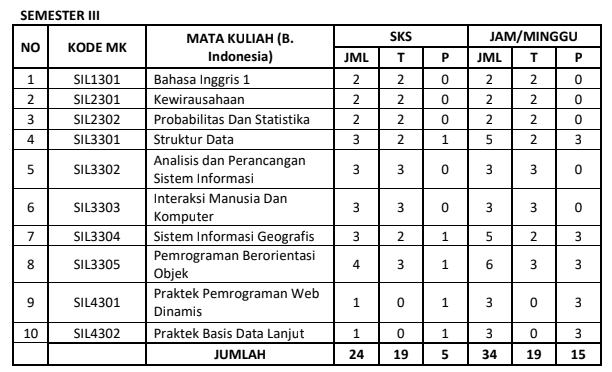 SEMESTER III
NO KODE MK MATA KULIAH (B. Indonesia) SKS JAM/MINGGU
JML T P JML T P
1 SIL1301 Bahasa Inggris 1 2 2 0 2 2 0
2 SIL2301 Kewirausahaan 2 2 0 2 2 0
3 SIL2302 Probabilitas Dan Statistika 2 2 0 2 2 0
4 SIL3301 Struktur Data 3 2 1 5 2 3
5 SIL3302 Analisis dan Perancangan Sistem Informasi 3 3 0 3 3 0
6 SIL3303 Interaksi Manusia Dan Komputer 3 3 0 3 3 0
7 SIL3304 Sistem Informasi Geografis 3 2 1 5 2 3
8 SIL3305 Pemrograman Berorientasi Objek 4 3 1 6 3 3
9 SIL4301 Praktek Pemrograman Web Dinamis 1 0 1 3 0 3
10 SIL4302 Praktek Basis Data Lanjut 1 0 1 3 0 3
JUMLAH 24 19 5 34 19 15